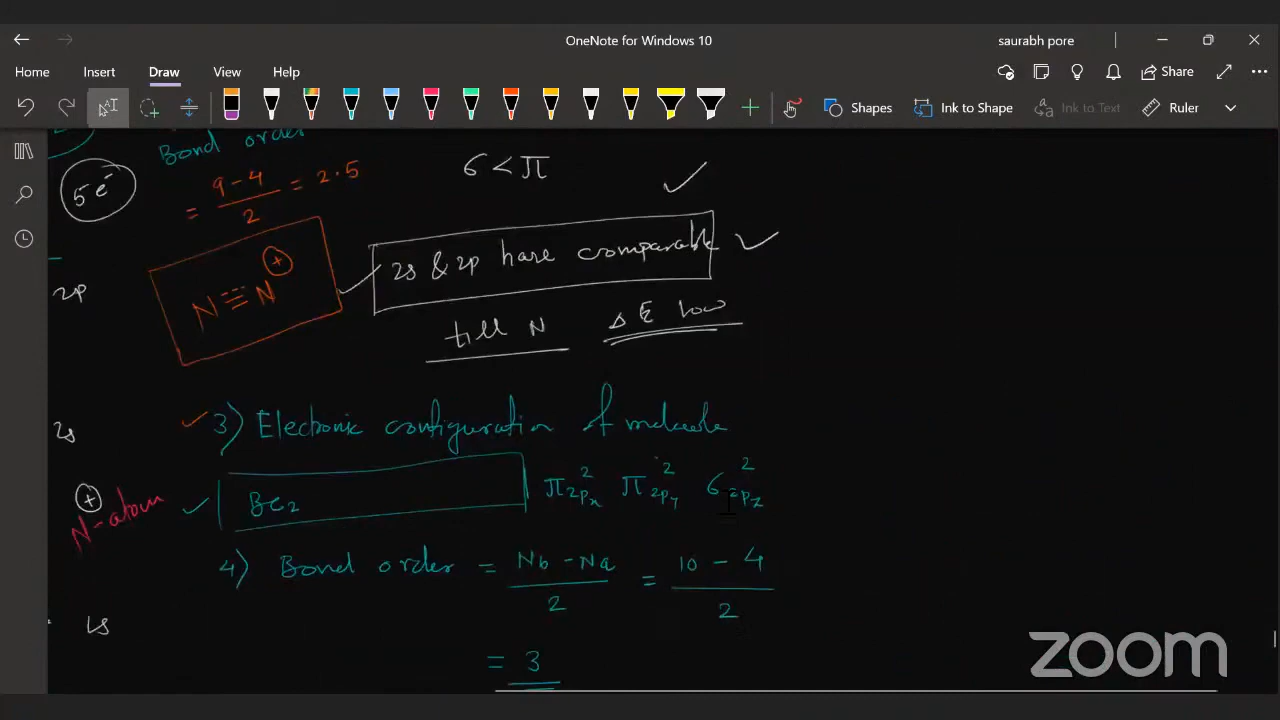 OneNote for Windows 10
saurabh pore
Home Insert Draw View Help
Share
Shapes
Ink to Shape
Ink to Text
Ruler
Bond order
5e⁻
= 9-4/2 = 2.5
σ < π
N≡N ⊕
2s & 2p have comparable
till N
ΔE low
2p
3) Electronic configuration of molecule
2s
Be₂ π2pₓ² π2pᵧ² σ2p_z²
⊕
N-atom
4) Bond order = Nb - Na/2 = 10 - 4/2
1s
= 3
zoom